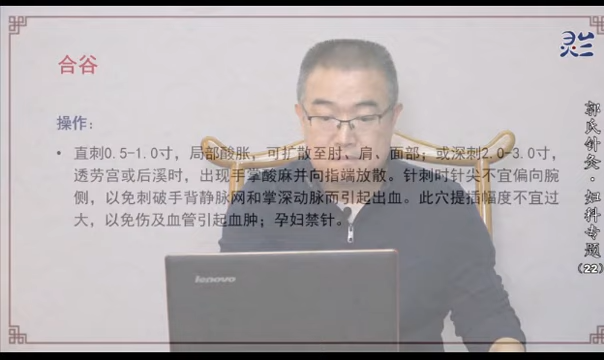 灵兰
合谷
操作：
• 直刺0.5-1.0寸，局部酸胀，可扩散至肘、肩、面部；或深刺2.0-3.0寸，
透劳宫或后溪时，出现手掌酸麻并向指端放散。针刺时针尖不宜偏向腕
侧，以免刺破手背静脉网和掌深动脉而引起出血。此穴提插幅度不宜过
大，以免伤及血管引起血肿；孕妇禁针。
lenovo
郭氏针灸·妇科专题
（22）